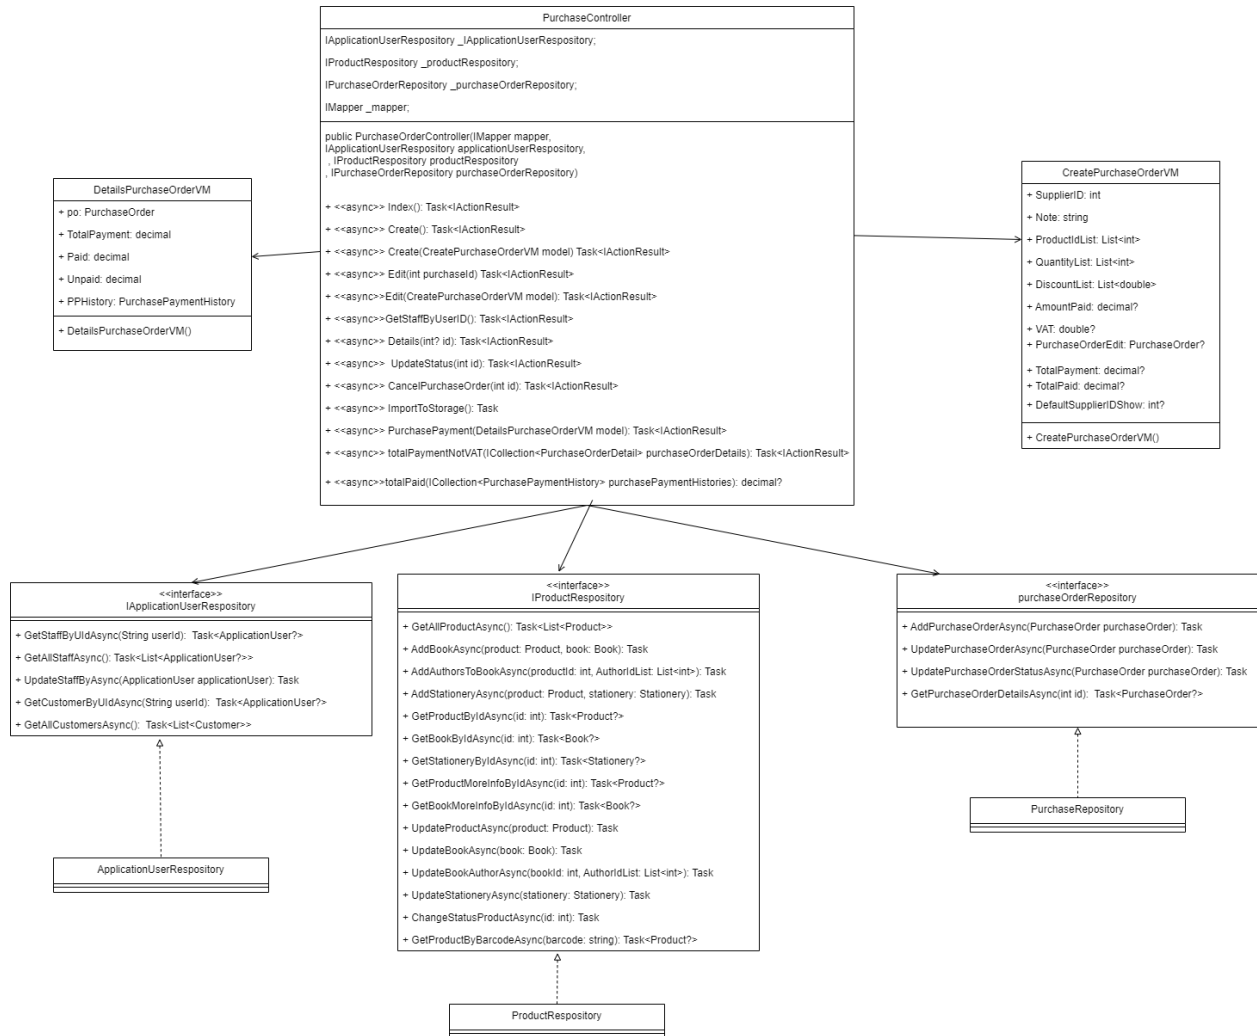 PurchaseController
IApplicationUserRespository _IApplicationUserRespository;
IProductRespository _productRespository;
IPurchaseOrderRepository _purchaseOrderRepository;
IMapper _mapper;
public PurchaseOrderController(IMapper mapper,
IApplicationUserRespository applicationUserRespository,
, IProductRespository productRespository
, IPurchaseOrderRepository purchaseOrderRepository)
+ <<async>> Index(): Task<IActionResult>
+ <<async>> Create(): Task<IActionResult>
+ <<async>> Create(CreatePurchaseOrderVM model) Task<IActionResult>
+ <<async>> Edit(int purchaseId) Task<IActionResult>
+ <<async>>Edit(CreatePurchaseOrderVM model): Task<IActionResult>
+ <<async>>GetStaffByUserID(): Task<IActionResult>
+ <<async>> Details(int? id): Task<IActionResult>
+ <<async>> UpdateStatus(int id): Task<IActionResult>
+ <<async>> CancelPurchaseOrder(int id): Task<IActionResult>
+ <<async>> ImportToStorage(): Task
+ <<async>> PurchasePayment(DetailsPurchaseOrderVM model): Task<IActionResult>
+ <<async>> totalPaymentNotVAT(ICollection<PurchaseOrderDetail> purchaseOrderDetails): Task<IActionResult>
+ <<async>>totalPaid(ICollection<PurchasePaymentHistory> purchasePaymentHistories): decimal?
DetailsPurchaseOrderVM
+ po: PurchaseOrder
+ TotalPayment: decimal
+ Paid: decimal
+ Unpaid: decimal
+ PPHistory: PurchasePaymentHistory
+ DetailsPurchaseOrderVM()
CreatePurchaseOrderVM
+ SupplierID: int
+ Note: string
+ ProductIdList: List<int>
+ QuantityList: List<int>
+ DiscountList: List<double>
+ AmountPaid: decimal?
+ VAT: double?
+ PurchaseOrderEdit: PurchaseOrder?
+ TotalPayment: decimal?
+ TotalPaid: decimal?
+ DefaultSupplierIDShow: int?
+ CreatePurchaseOrderVM()
<<interface>>
IApplicationUserRespository
+ GetStaffByUIdAsync(String userId): Task<ApplicationUser?>
+ GetAllStaffAsync(): Task<List<ApplicationUser?>>
+ UpdateStaffByAsync(ApplicationUser applicationUser): Task
+ GetCustomerByUIdAsync(String userId): Task<ApplicationUser?>
+ GetAllCustomersAsync(): Task<List<Customer>>
<<interface>>
IProductRespository
+ GetAllProductAsync(): Task<List<Product>>
+ AddBookAsync(product: Product, book: Book): Task
+ AddAuthorsToBookAsync(productId: int, AuthorIdList: List<int>): Task
+ AddStationeryAsync(product: Product, stationery: Stationery): Task
+ GetProductByIdAsync(id: int): Task<Product?>
+ GetBookByIdAsync(id: int): Task<Book?>
+ GetStationeryByIdAsync(id: int): Task<Stationery?>
+ GetProductMoreInfoByIdAsync(id: int): Task<Product?>
+ GetBookMoreInfoByIdAsync(id: int): Task<Book?>
+ UpdateProductAsync(product: Product): Task
+ UpdateBookAsync(book: Book): Task
+ UpdateBookAuthorAsync(bookId: int, AuthorIdList: List<int>): Task
+ UpdateStationeryAsync(stationery: Stationery): Task
+ ChangeStatusProductAsync(id: int): Task
+ GetProductByBarcodeAsync(barcode: string): Task<Product?>
<<interface>>
purchaseOrderRepository
+ AddPurchaseOrderAsync(PurchaseOrder purchaseOrder): Task
+ UpdatePurchaseOrderAsync(PurchaseOrder purchaseOrder): Task
+ UpdatePurchaseOrderStatusAsync(PurchaseOrder purchaseOrder): Task
+ GetPurchaseOrderDetailsAsync(int id): Task<PurchaseOrder?>
PurchaseRepository
ApplicationUserRespository
ProductRespository